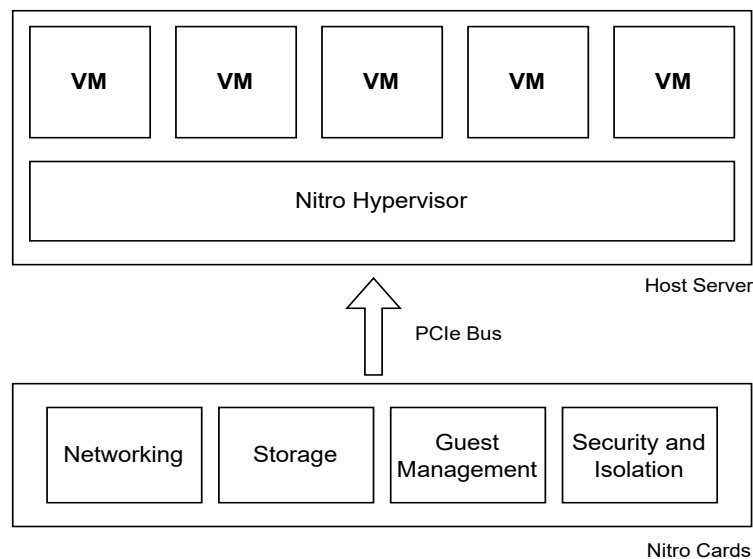 VM VM VM VM VM
Nitro Hypervisor
Host Server
PCIe Bus
Networking
Storage
Guest
Management
Security and
Isolation
Nitro Cards